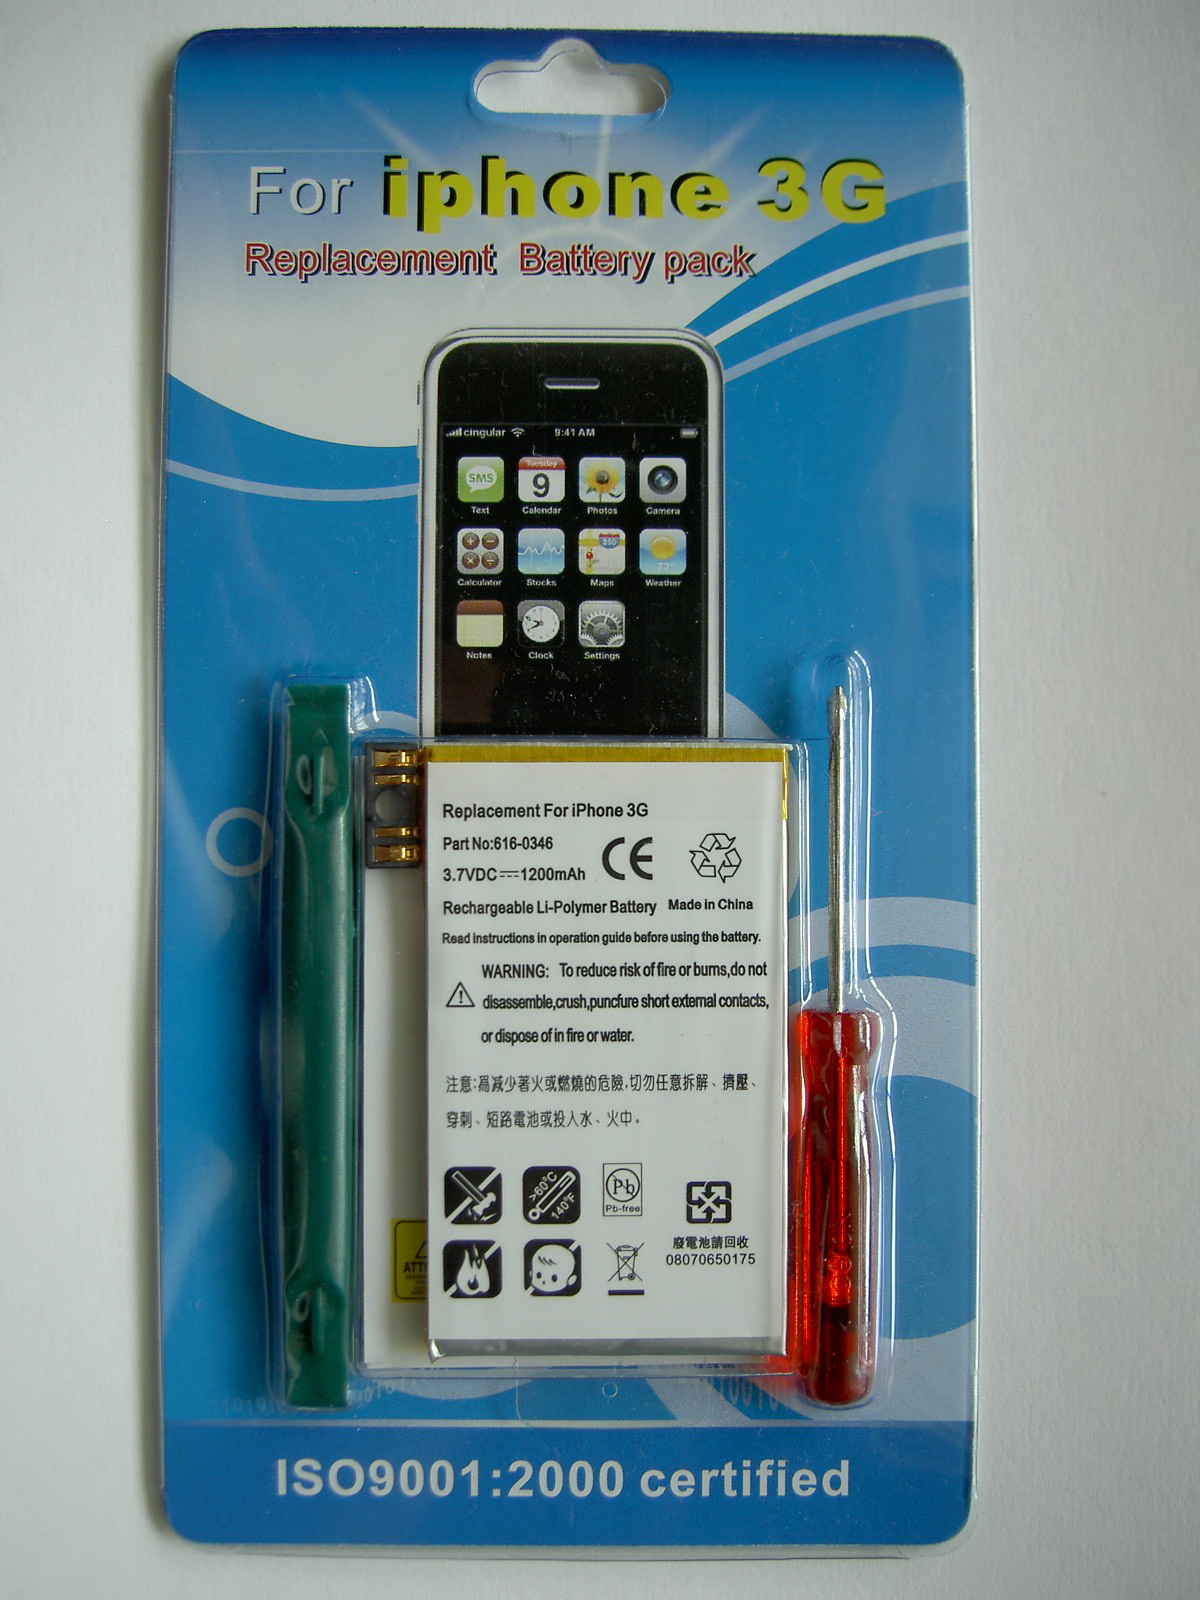 For iphone 3G
Replacement Battery pack
cingular 9:41 AM
SMS Tuesday 9
Text Calendar Photos Camera
280 73°
Calculator Stocks Maps Weather
Notes Clock Settings
Replacement For iPhone 3G
Part No:616-0346
3.7VDC⎓1200mAh CE
Rechargeable Li-Polymer Battery Made in China
Read instructions in operation guide before using the battery.
WARNING: To reduce risk of fire or burns,do not
disassemble,crush,puncfure short external contacts,
or dispose of in fire or water.
注意:爲减少著火或燃燒的危險,切勿任意拆解、擠壓、
穿刺、短路電池或投入水、火中。
>60°C
140°F
Pb
Pb-free
廢電池請回收
08070650175
ATT
ISO9001:2000 certified